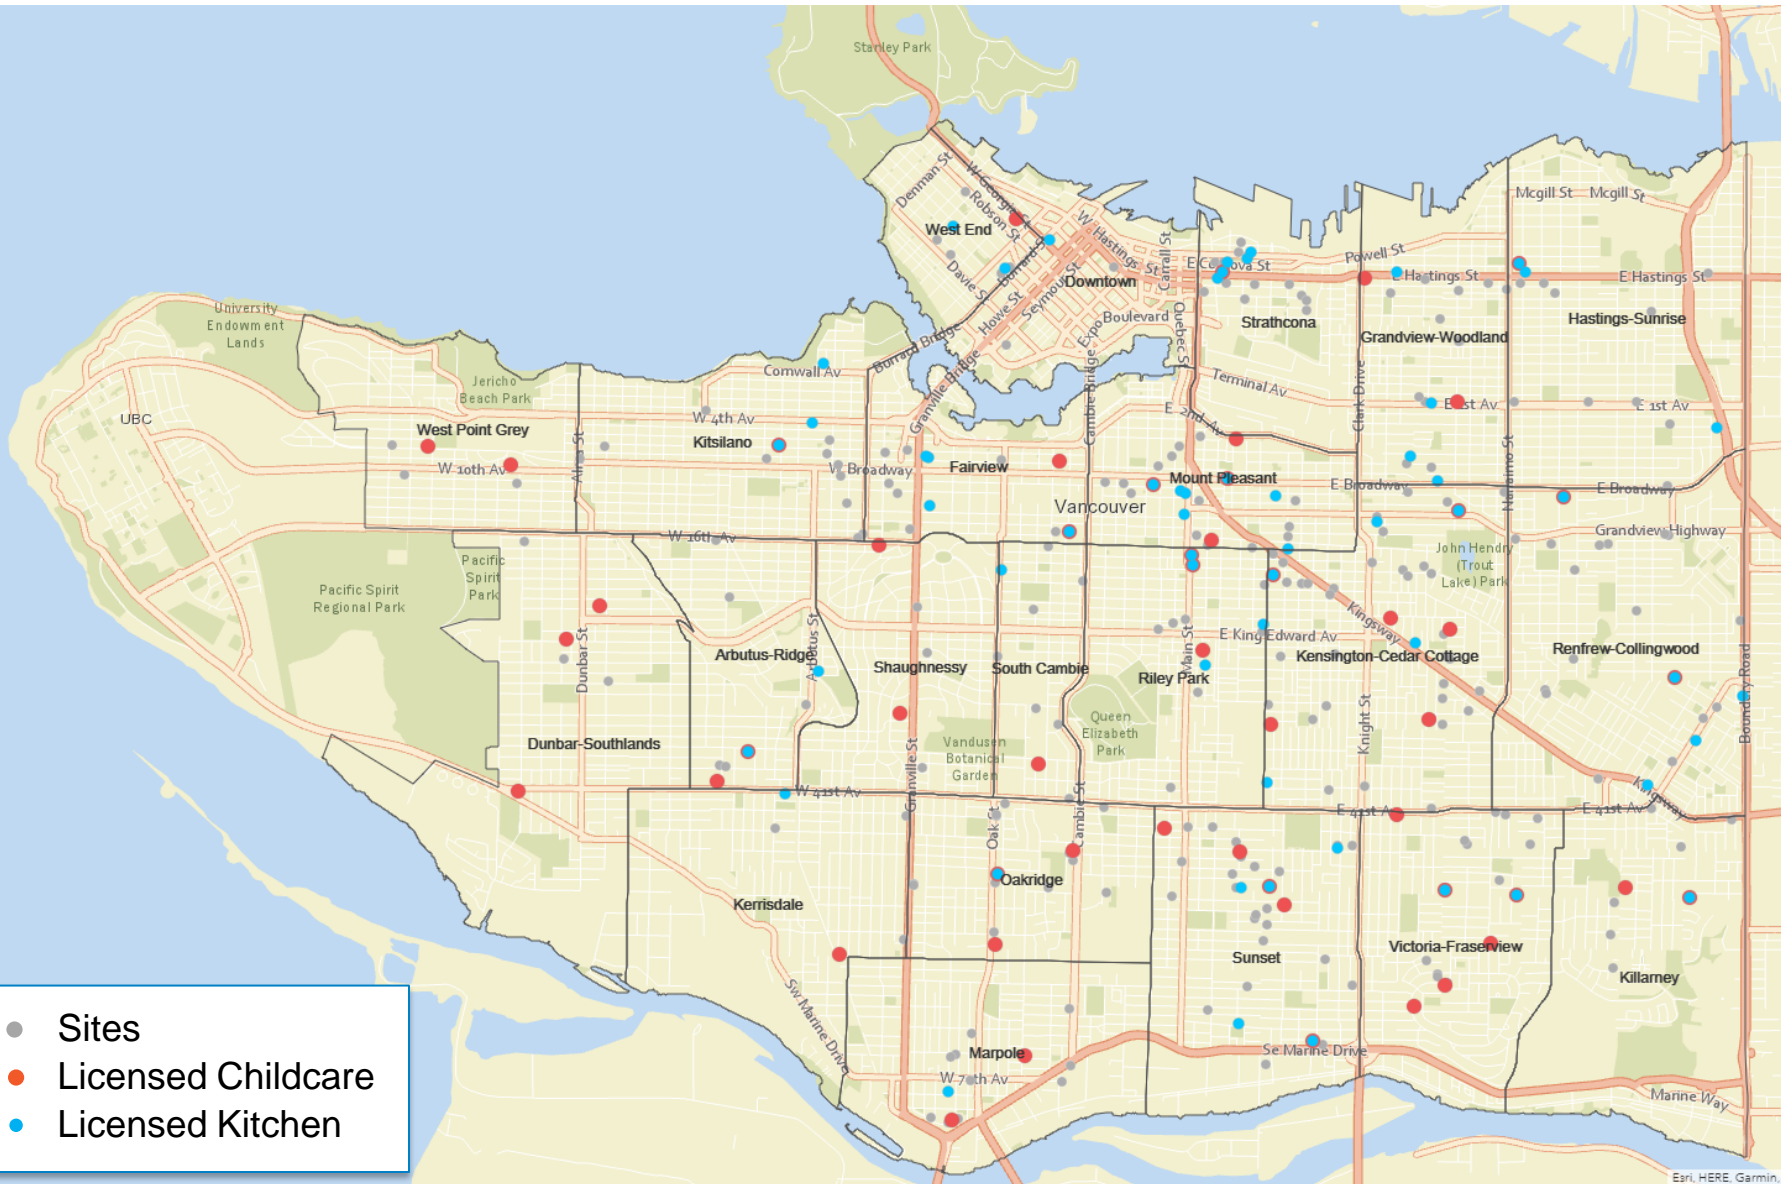 Stanley Park
Denman St
W Georgia St
Robson St
West End
Davie St
Burrard St
Howe St
Seymour St
W Hastings St
Downtown
Carrall St
E Cordova St
Powell St
Mcgill St
Mcgill St
E Hastings St
E Hastings St
Expo
Boulevard
Quebec St
Strathcona
Grandview-Woodland
Hastings-Sunrise
University
Endowment
Lands
UBC
Jericho
Beach Park
Cornwall Av
Burrard Bridge
Granville Bridge
Cambie Bridge
Terminal Av
Clark Drive
E 1st Av
E 1st Av
W 4th Av
E 2nd Av
West Point Grey
Kitsilano
W 10th Av
Alma St
W Broadway
Fairview
Mount Pleasant
E Broadway
E Broadway
Nanaimo St
Vancouver
Grandview Highway
W 16th Av
Pacific
Spirit
Park
Pacific Spirit
Regional Park
John Hendry
(Trout
Lake) Park
Kingsway
E King Edward Av
Dunbar St
Arbutus-Ridge
Arbutus St
Shaughnessy
South Cambie
Main St
Riley Park
Kensington-Cedar Cottage
Renfrew-Collingwood
Boundary Road
Knight St
Queen
Elizabeth
Park
Vandusen
Botanical
Garden
Dunbar-Southlands
Granville St
W 41st Av
Cambie St
Oak St
E 41st A
E 41st Av
Kingsway
Oakridge
Kerrisdale
Sunset
Victoria-Fraserview
Killarney
Sw Marine Drive
Marpole
Se Marine Drive
W 70th Av
Marine Way
Sites
Licensed Childcare
Licensed Kitchen
Esri, HERE, Garmin,